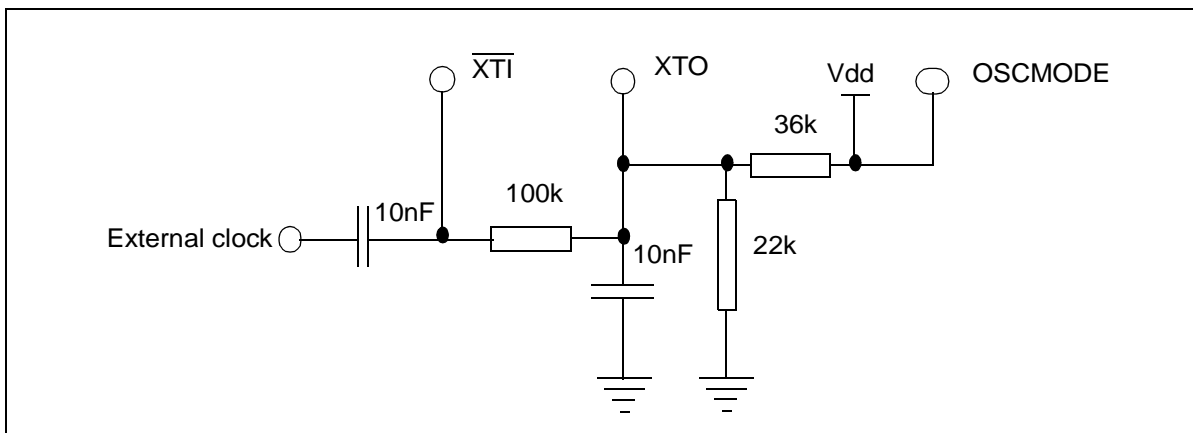 XTI
XTO
Vdd
OSCMODE
36k
100k
10nF
External clock
10nF
22k